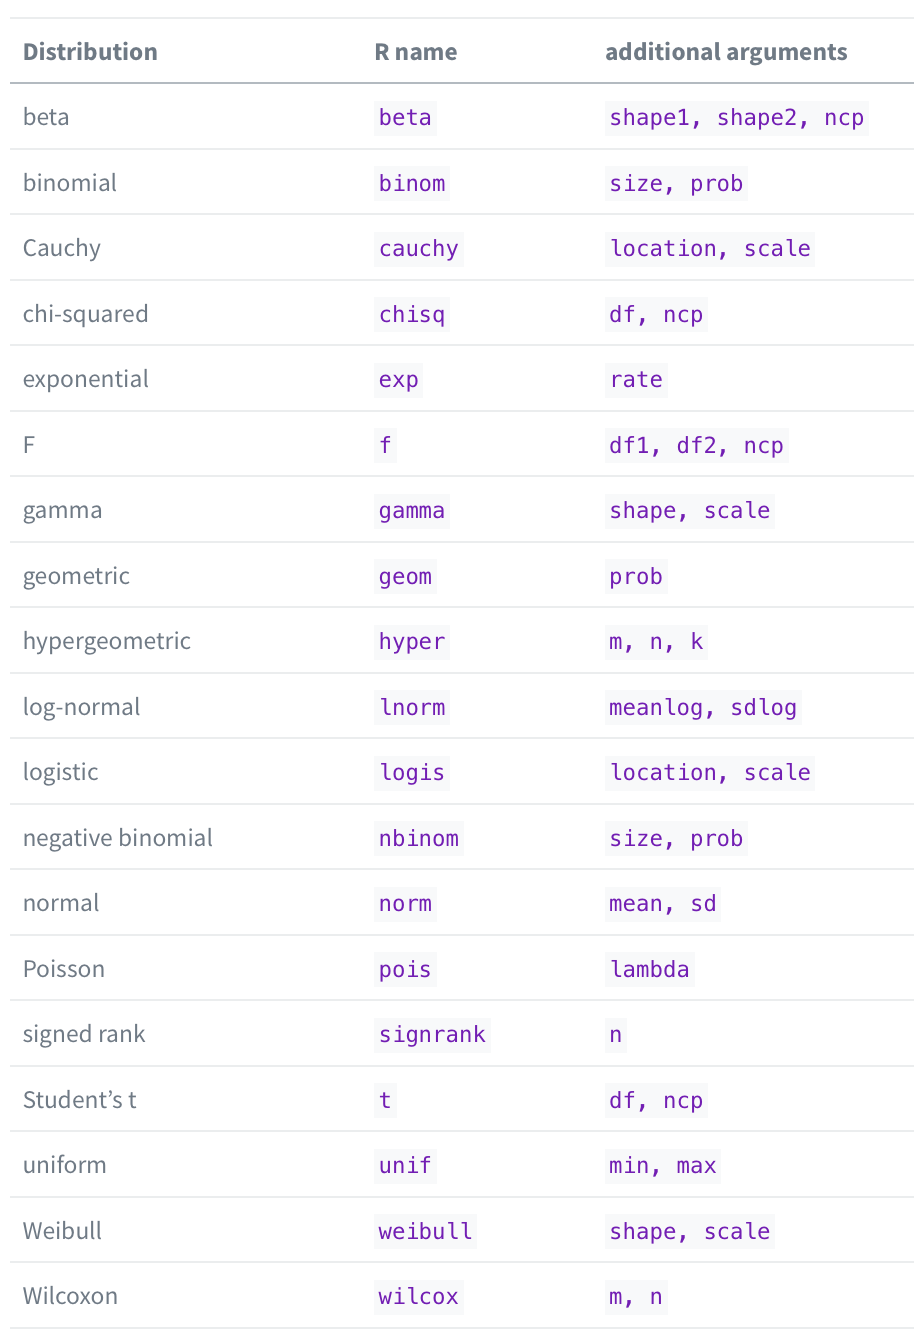 Distribution R name additional arguments
beta beta shape1, shape2, ncp
binomial binom size, prob
Cauchy cauchy location, scale
chi-squared chisq df, ncp
exponential exp rate
F f df1, df2, ncp
gamma gamma shape, scale
geometric geom prob
hypergeometric hyper m, n, k
log-normal lnorm meanlog, sdlog
logistic logis location, scale
negative binomial nbinom size, prob
normal norm mean, sd
Poisson pois lambda
signed rank signrank n
Student’s t t df, ncp
uniform unif min, max
Weibull weibull shape, scale
Wilcoxon wilcox m, n